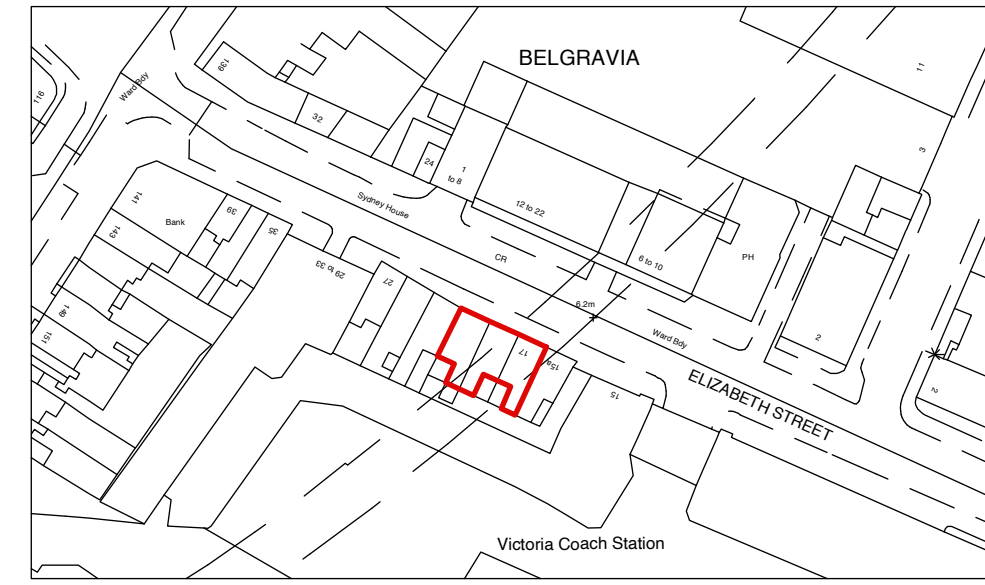 BELGRAVIA
11
139
116
Ward Bdy
32
3
24
1
to 8
Sydney House
12 to 22
141
39
Bank
35
143
CR
6 to 10
PH
29 to 33
27
6.2m
149
151
Ward Bdy
2
17
15a
ELIZABETH STREET
15
2
Victoria Coach Station